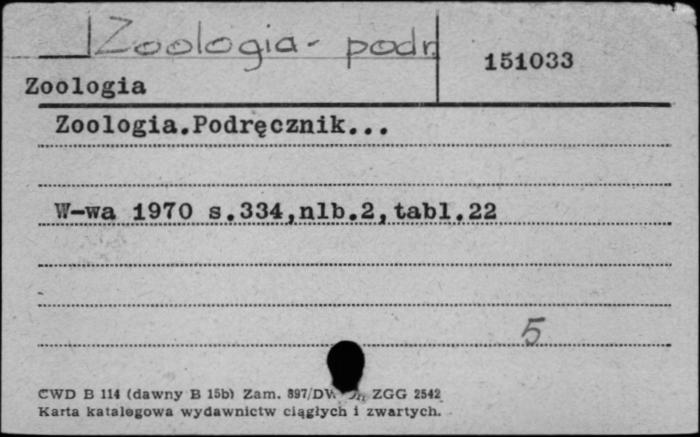 Zoologia - podr.
151033
Zoologia
Zoologia.Podręcznik...
W-wa 1970 s.334,nlb.2,tabl.22
5
CWD B 114 (dawny B 15b) Zam. 897/DW ZGG 2542
Karta katalogowa wydawnictw ciągłych i zwartych.